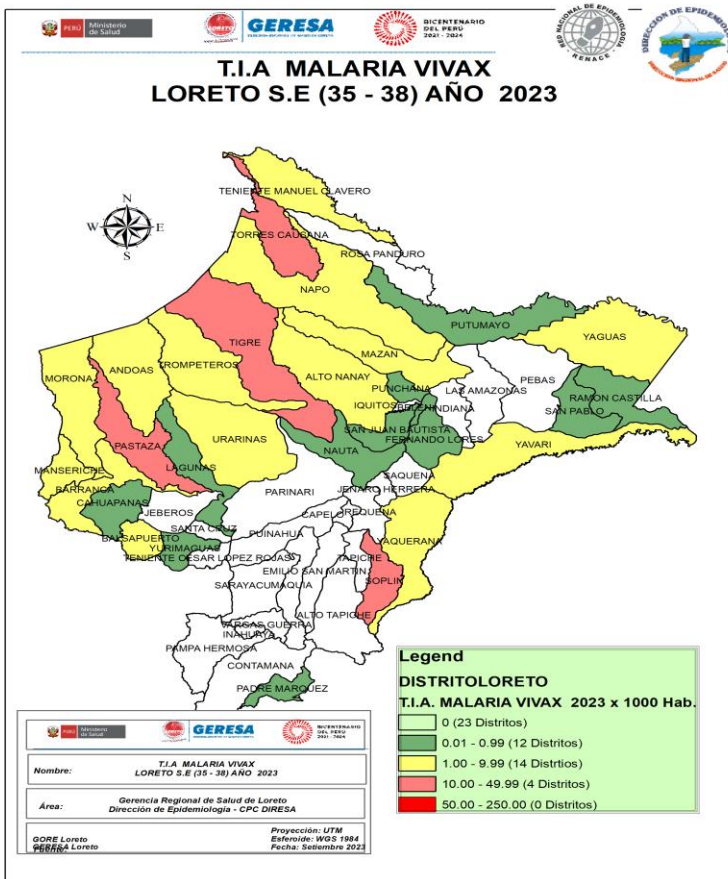 PERÚ Ministerio de Salud
GERESA
BICENTENARIO DEL PERÚ 2021 - 2024
RED NACIONAL DE EPIDEMIOLOGIA
- RENACE -
T.I.A MALARIA VIVAX
LORETO S.E (35 - 38) AÑO 2023
N
W E
S
TENIENTE MANUEL CLAVERO
TORRES CAUSANA
ROSA PANDURO
NAPO
PUTUMAYO
TIGRE
YAGUAS
MAZAN
ANDOAS
TROMPETEROS
ALTO NANAY
MORONA
PUNCHANA
LAS AMAZONAS
PEBAS
RAMON CASTILLA
IQUITOS
BELEN
INDIANA
SAN PABLO
SAN JUAN BAUTISTA
URARINAS
PASTAZA
FERNANDO LORES
YAVARI
LAGUNAS
NAUTA
MANSERICHE
SAQUENA
BARRANCA
PARINARI
JENARO HERRERA
CAHUAPANAS
JEBEROS
CAPELO
REQUENA
SANTA CRUZ
PUINAHUA
BALSAPUERTO
YURIMAGUAS
YAQUERANA
TENIENTE CESAR LOPEZ ROJAS
TAPICHE
EMILIO SAN MARTIN
SOPLIN
SARAYACU
MAQUIA
ALTO TAPICHE
VARGAS GUERRA
INAHUAYA
PAMPA HERMOSA
CONTAMANA
PADRE MARQUEZ
Legend
DISTRITOLORETO
T.I.A. MALARIA VIVAX 2023 x 1000 Hab.
0 (23 Distritos)
0.01 - 0.99 (12 Distritios)
1.00 - 9.99 (14 Distrtios)
10.00 - 49.99 (4 Distritos)
50.00 - 250.00 (0 Distritos)
PERÚ Ministerio de Salud
GERESA
BICENTENARIO DEL PERÚ 2021 - 2024
Nombre:
T.I.A MALARIA VIVAX
LORETO S.E (35 - 38) AÑO 2023
Área:
Gerencia Regional de Salud de Loreto
Dirección de Epidemiología - CPC DIRESA
GORE Loreto
GERESA Loreto
Fuente:
Proyección: UTM
Esferoide: WGS 1984
Fecha: Setiembre 2023